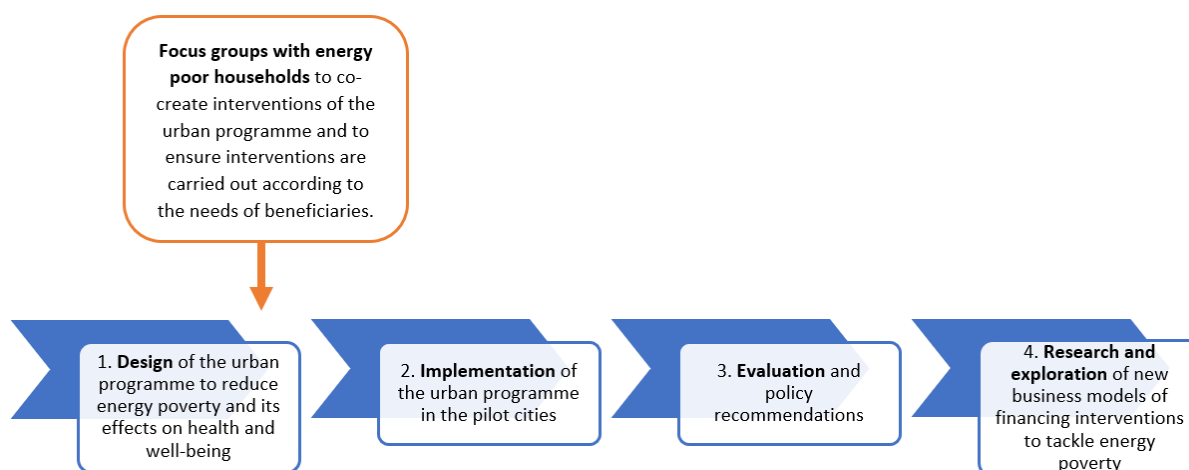 Focus groups with energy
poor households to co-
create interventions of the
urban programme and to
ensure interventions are
carried out according to
the needs of beneficiaries.
1. Design of the urban
programme to reduce
energy poverty and its
effects on health and
well-being
2. Implementation of
the urban programme
in the pilot cities
3. Evaluation and
policy
recommendations
4. Research and
exploration of new
business models of
financing interventions
to tackle energy
poverty